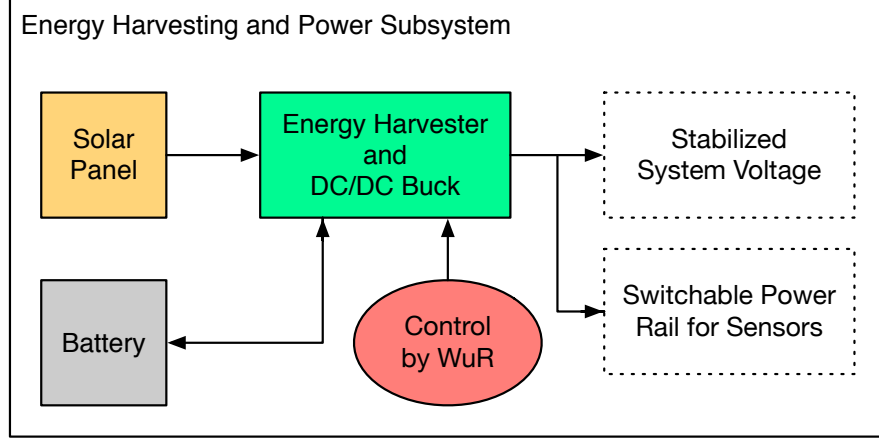 Energy Harvesting and Power Subsystem
Solar
Panel
Energy Harvester
and
DC/DC Buck
Stabilized
System Voltage
Battery
Control
by WuR
Switchable Power
Rail for Sensors